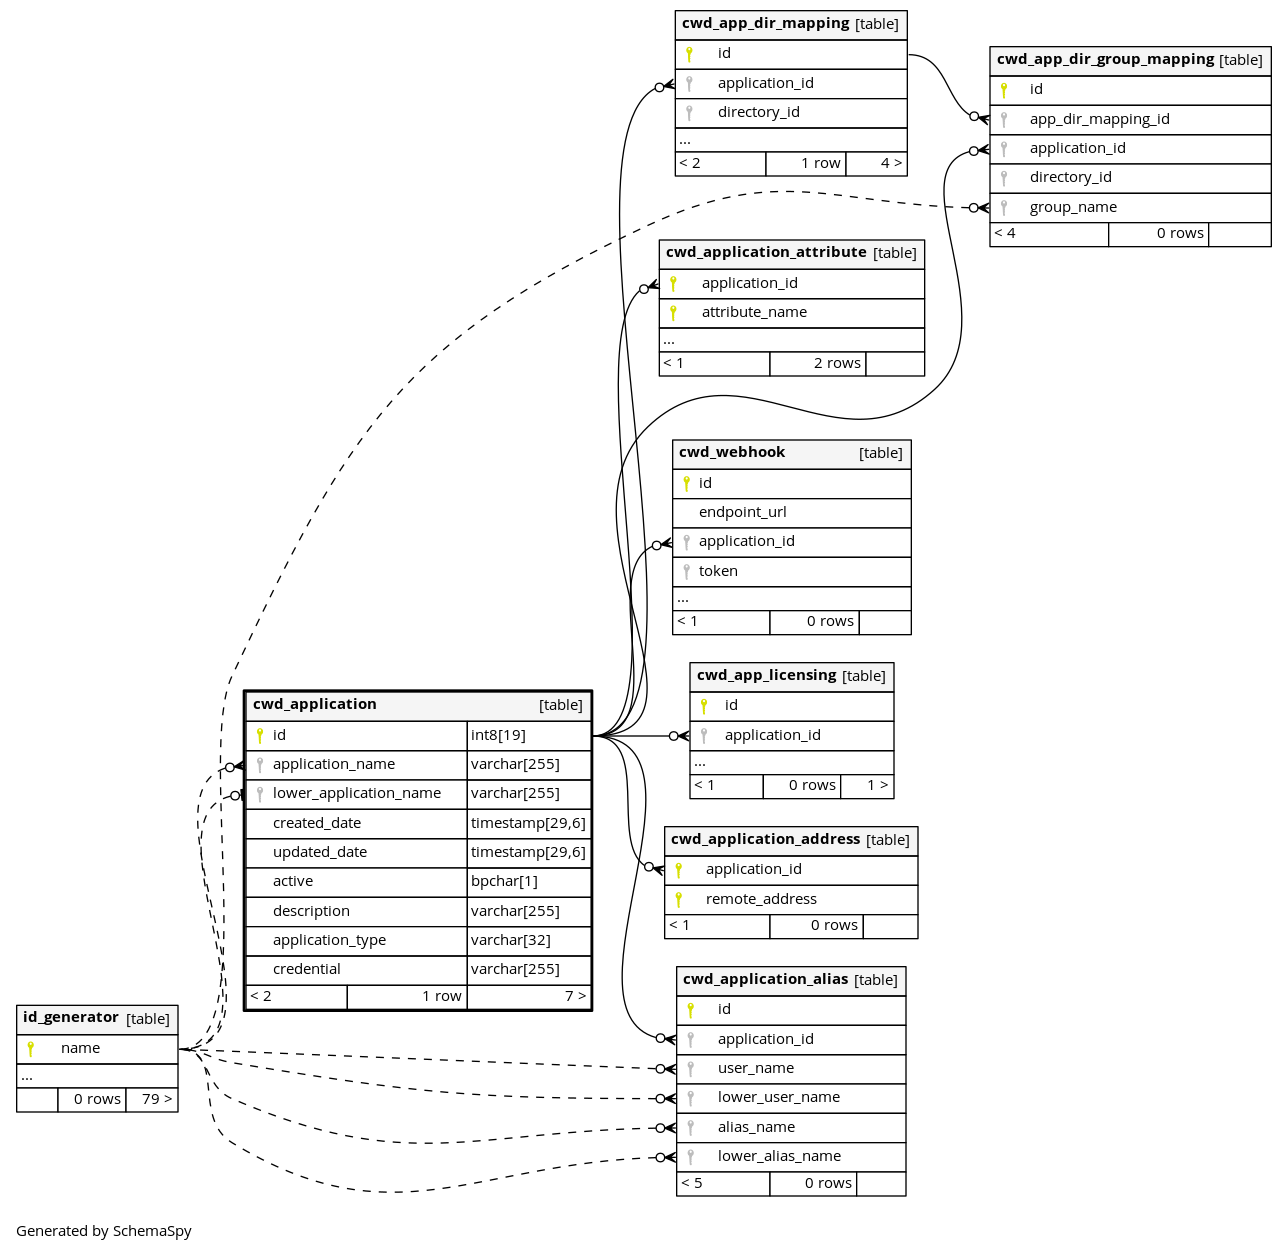 cwd_app_dir_mapping [table]
id
application_id
directory_id
...
< 2 1 row 4 >
cwd_app_dir_group_mapping [table]
id
app_dir_mapping_id
application_id
directory_id
group_name
< 4 0 rows
cwd_application_attribute [table]
application_id
attribute_name
...
< 1 2 rows
cwd_webhook [table]
id
endpoint_url
application_id
token
...
< 1 0 rows
cwd_app_licensing [table]
id
application_id
...
< 1 0 rows 1 >
cwd_application [table]
id int8[19]
application_name varchar[255]
lower_application_name varchar[255]
created_date timestamp[29,6]
updated_date timestamp[29,6]
active bpchar[1]
description varchar[255]
application_type varchar[32]
credential varchar[255]
< 2 1 row 7 >
cwd_application_address [table]
application_id
remote_address
< 1 0 rows
cwd_application_alias [table]
id
application_id
user_name
lower_user_name
alias_name
lower_alias_name
< 5 0 rows
id_generator [table]
name
...
0 rows 79 >
Generated by SchemaSpy